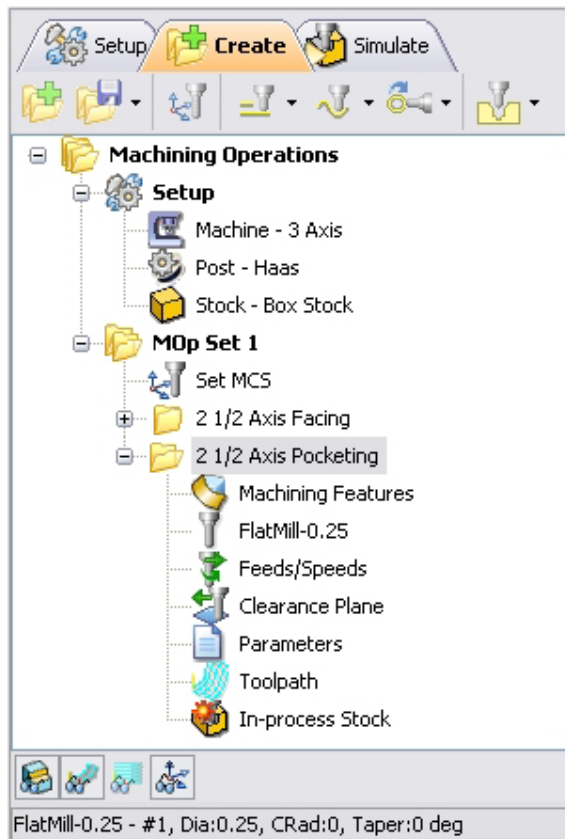 Setup Create Simulate
Machining Operations
Setup
Machine - 3 Axis
Post - Haas
Stock - Box Stock
MOp Set 1
Set MCS
2 1/2 Axis Facing
2 1/2 Axis Pocketing
Machining Features
FlatMill-0.25
Feeds/Speeds
Clearance Plane
Parameters
Toolpath
In-process Stock
FlatMill-0.25 - #1, Dia:0.25, CRad:0, Taper:0 deg